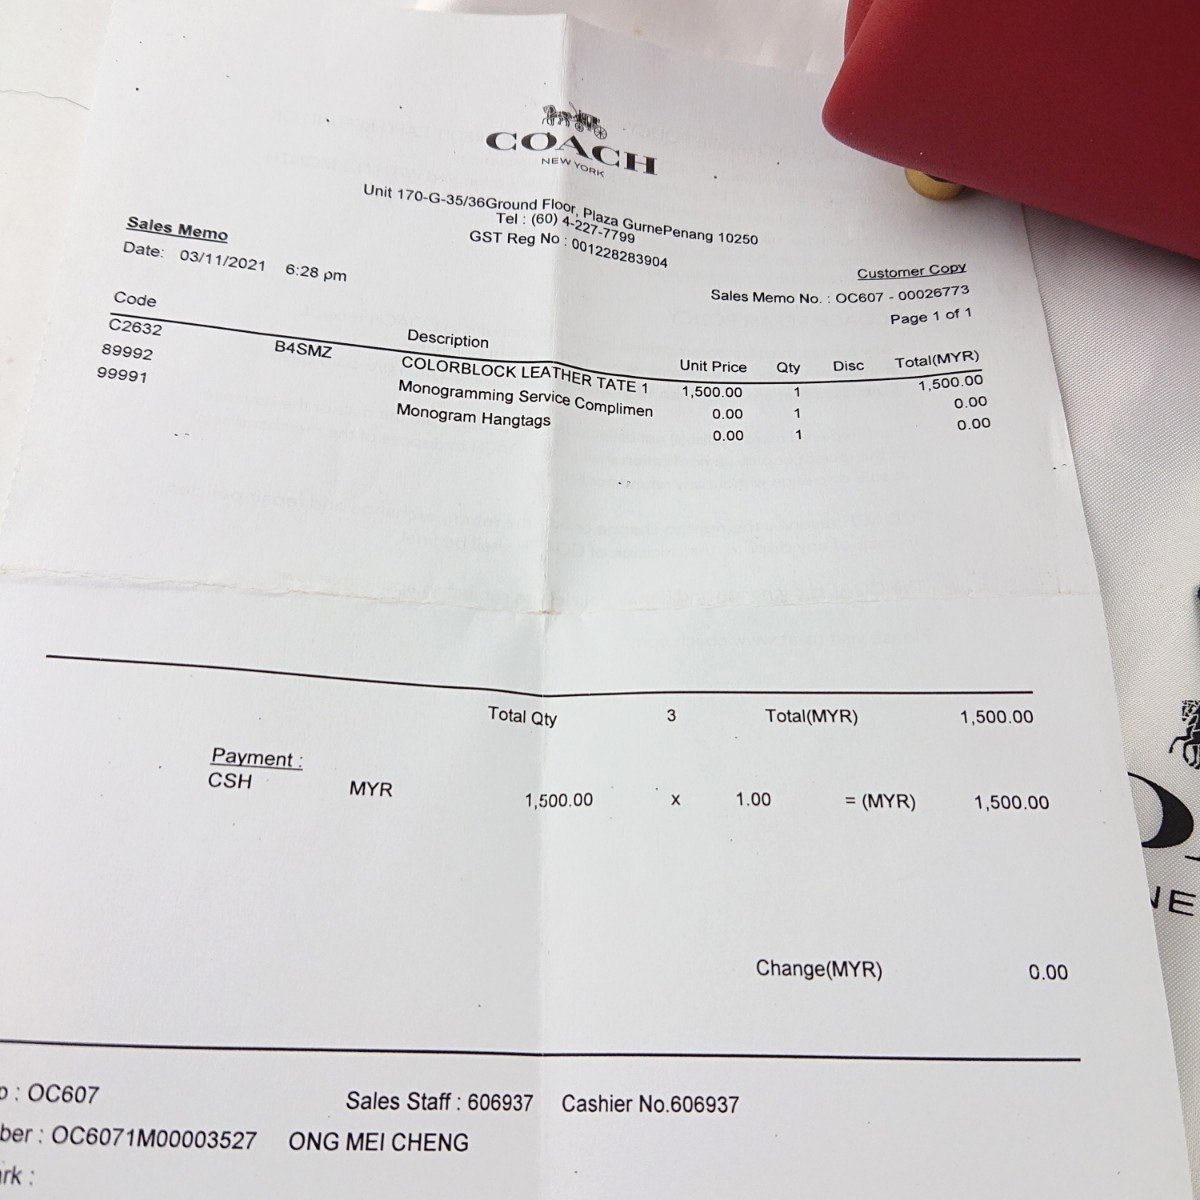 COACH
NEW YORK
Unit 170-G-35/36Ground Floor, Plaza GurnePenang 10250
Tel : (60) 4-227-7799
GST Reg No : 001228283904
Sales Memo
Date: 03/11/2021 6:28 pm
Customer Copy
Sales Memo No. : OC607 - 00026773
Page 1 of 1
Code Description Unit Price Qty Disc Total(MYR)
C2632 B4SMZ COLORBLOCK LEATHER TATE 1 1,500.00 1 1,500.00
89992 Monogramming Service Complimen 0.00 1 0.00
99991 Monogram Hangtags 0.00 1 0.00
Total Qty 3 Total(MYR) 1,500.00
Payment :
CSH MYR 1,500.00 x 1.00 = (MYR) 1,500.00
Change(MYR) 0.00
: OC607 Sales Staff : 606937 Cashier No.606937
ber : OC6071M00003527 ONG MEI CHENG
rk :
NE